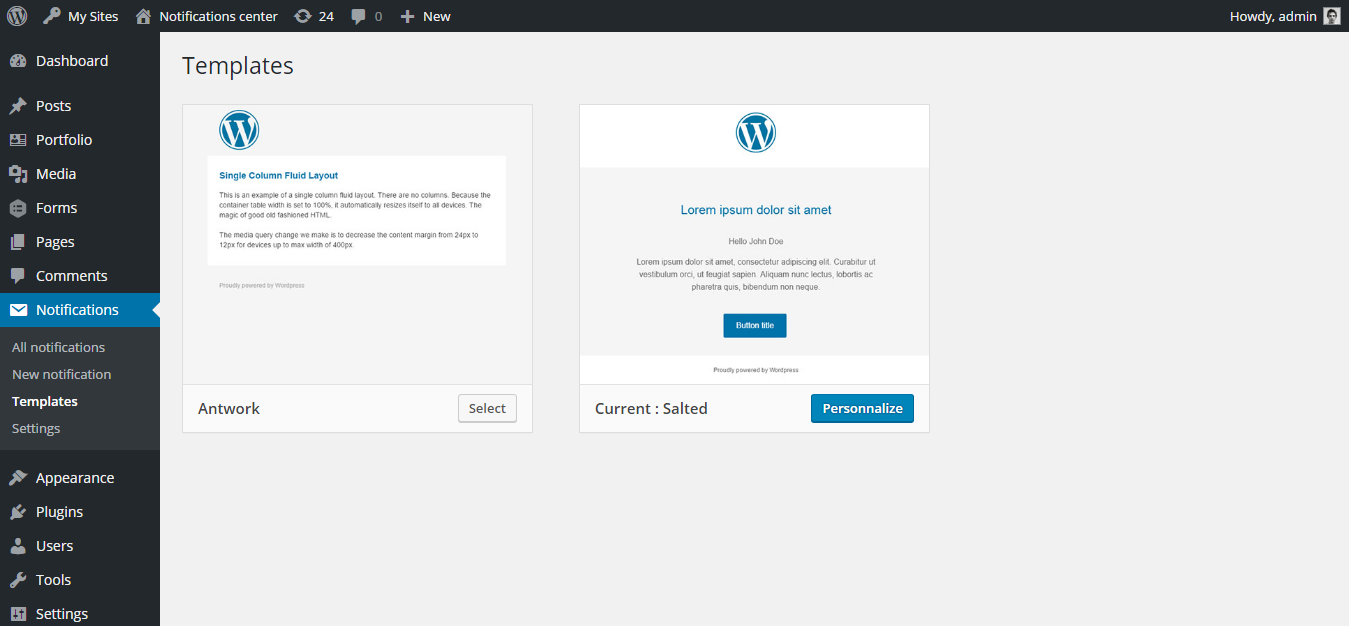 My Sites Notifications center 24 0 New Howdy, admin
Dashboard
Posts
Portfolio
Media
Forms
Pages
Comments
Notifications
All notifications
New notification
Templates
Settings
Appearance
Plugins
Users
Tools
Settings
Templates
Single Column Fluid Layout
This is an example of a single column fluid layout. There are no columns. Because the
container table width is set to 100%, it automatically resizes itself to all devices. The
magic of good old fashioned HTML.
The media query change we make is to decrease the content margin from 24px to
12px for devices up to max width of 400px.
Proudly powered by Wordpress
Antwork Select
Lorem ipsum dolor sit amet
Hello John Doe
Lorem ipsum dolor sit amet, consectetur adipiscing elit. Curabitur ut
vestibulum orci, ut feugiat sapien. Aliquam nunc lectus, lobortis ac
pharetra quis, bibendum non neque.
Button title
Proudly powered by Wordpress
Current : Salted Personnalize